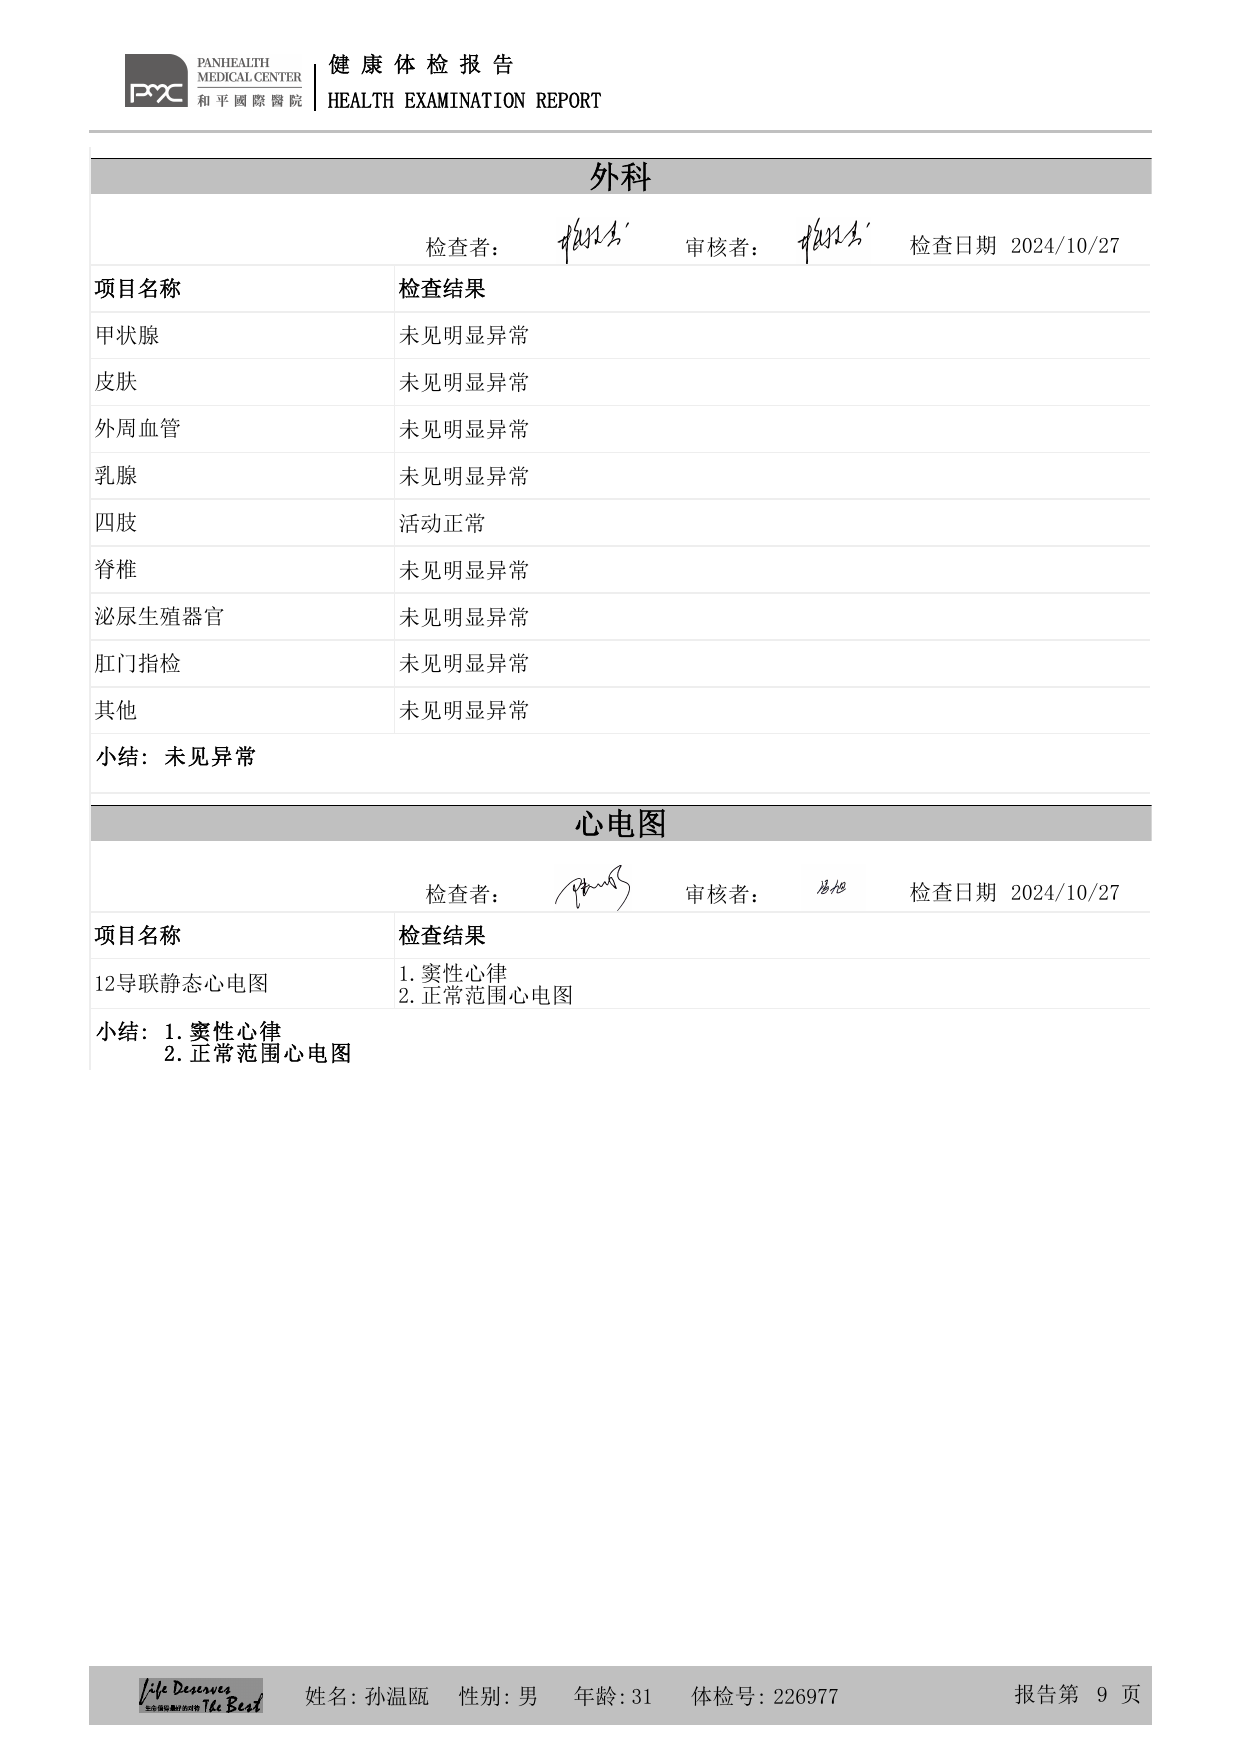 PMC
PANHEALTH
MEDICAL CENTER
和平國際醫院
健康体检报告
HEALTH EXAMINATION REPORT
外科
检查者： 审核者： 检查日期 2024/10/27
项目名称 检查结果
甲状腺 未见明显异常
皮肤 未见明显异常
外周血管 未见明显异常
乳腺 未见明显异常
四肢 活动正常
脊椎 未见明显异常
泌尿生殖器官 未见明显异常
肛门指检 未见明显异常
其他 未见明显异常
小结: 未见异常
心电图
检查者： 审核者： 检查日期 2024/10/27
项目名称 检查结果
12导联静态心电图 1.窦性心律
2.正常范围心电图
小结: 1.窦性心律
2.正常范围心电图
Life Deserves
生命值得最好的对待 The Best
姓名: 孙温瓯 性别: 男 年龄: 31 体检号: 226977 报告第 9 页